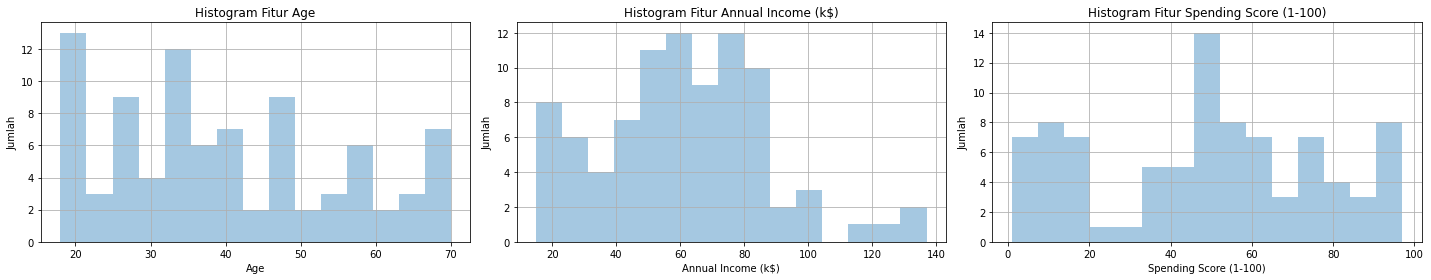 Histogram Fitur Age
Jumlah
12
10
8
6
4
2
0
20 30 40 50 60 70
Age
Histogram Fitur Annual Income (k$)
Jumlah
12
10
8
6
4
2
0
20 40 60 80 100 120 140
Annual Income (k$)
Histogram Fitur Spending Score (1-100)
Jumlah
14
12
10
8
6
4
2
0
0 20 40 60 80 100
Spending Score (1-100)